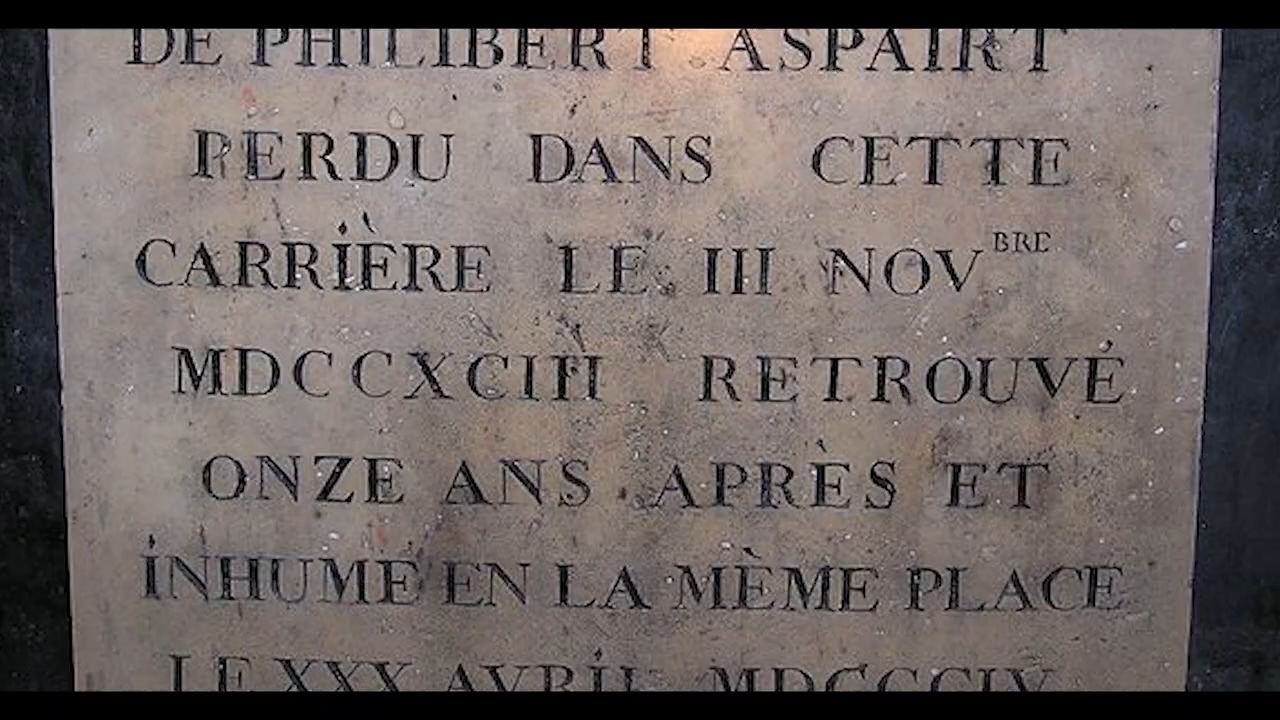 DE PHILIBERT ASPAIRT
PERDU DANS CETTE
CARRIÈRE LE III NOVBRE
MDCCXCIII RETROUVÉ
ONZE ANS APRÈS ET
INHUMÉ EN LA MÈME PLACE
LE XXX AVRIL MDCCCIV